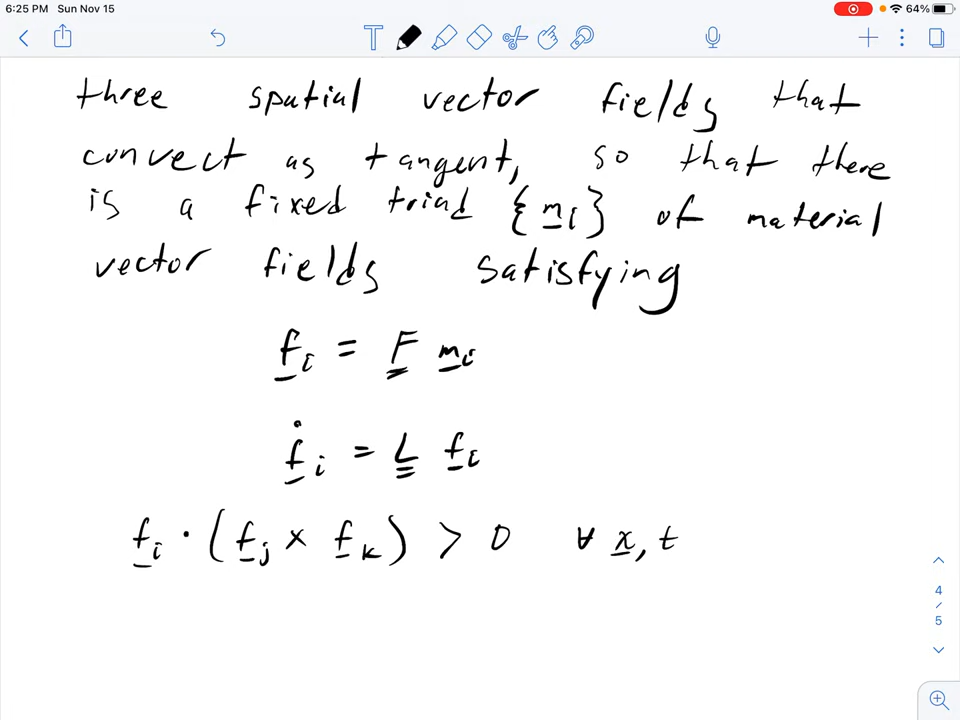 6:25 PM Sun Nov 15
64%
T
three spatial vector fields that
convect as tangent, so that there
is a fixed triad {m_i} of material
vector fields satisfying
f_i = F m_i
ḟ_i = L f_i
f_i · (f_j × f_k) > 0 ∀ x, t
4
/
5